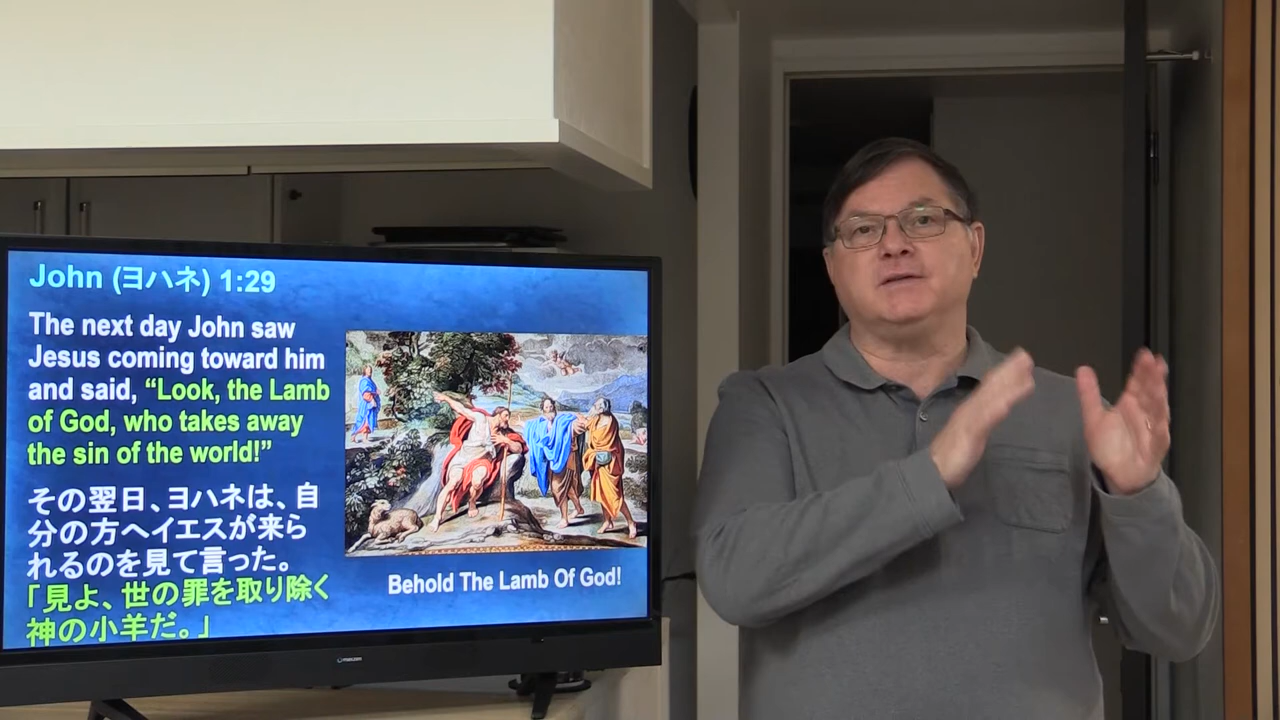 John (ヨハネ) 1:29
The next day John saw
Jesus coming toward him
and said, “Look, the Lamb
of God, who takes away
the sin of the world!”
その翌日、ヨハネは、自
分の方へイエスが来ら
れるのを見て言った。
「見よ、世の罪を取り除く
神の小羊だ。」
Behold The Lamb Of God!